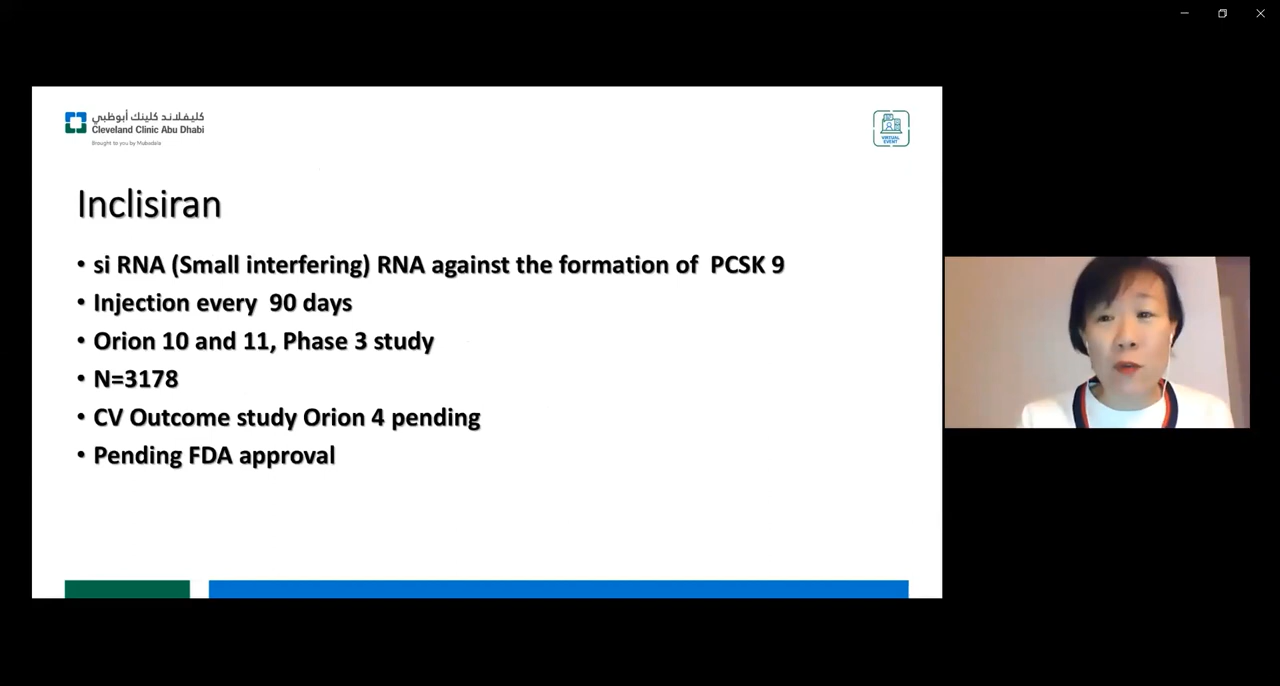 كليفلاند كلينك أبوظبي
Cleveland Clinic Abu Dhabi
Brought to you by Mubadala
VIRTUAL
EVENT
Inclisiran
• si RNA (Small interfering) RNA against the formation of PCSK 9
• Injection every 90 days
• Orion 10 and 11, Phase 3 study
• N=3178
• CV Outcome study Orion 4 pending
• Pending FDA approval